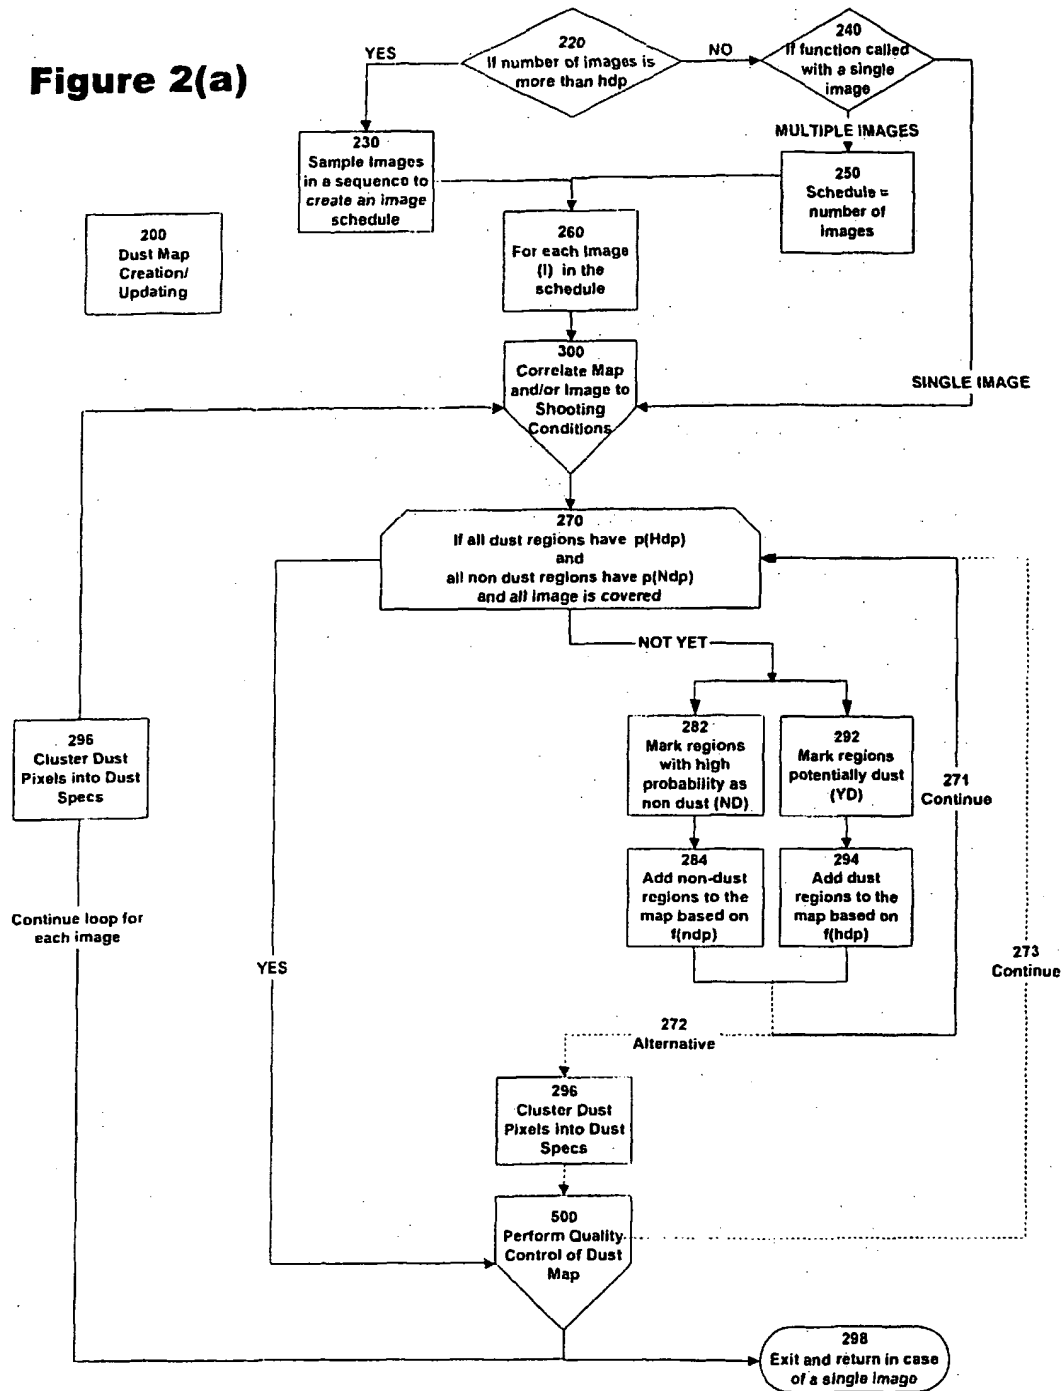 Figure 2(a)
220
If number of images is
more than hdp
YES
NO
240
If function called
with a single
image
MULTIPLE IMAGES
230
Sample Images
in a sequence to
create an image
schedule
250
Schedule =
number of
images
200
Dust Map
Creation/
Updating
260
For each Image
(I) in the
schedule
300
Correlate Map
and/or Image to
Shooting
Conditions
SINGLE IMAGE
270
If all dust regions have p(Hdp)
and
all non dust regions have p(Ndp)
and all image is covered
NOT YET
282
Mark regions
with high
probability as
non dust (ND)
292
Mark regions
potentially dust
(YD)
271
Continue
296
Cluster Dust
Pixels into Dust
Specs
284
Add non-dust
regions to the
map based on
f(ndp)
294
Add dust
regions to the
map based on
f(hdp)
Continue loop for
each image
YES
273
Continue
272
Alternative
296
Cluster Dust
Pixels into Dust
Specs
500
Perform Quality
Control of Dust
Map
298
Exit and return in case
of a single image